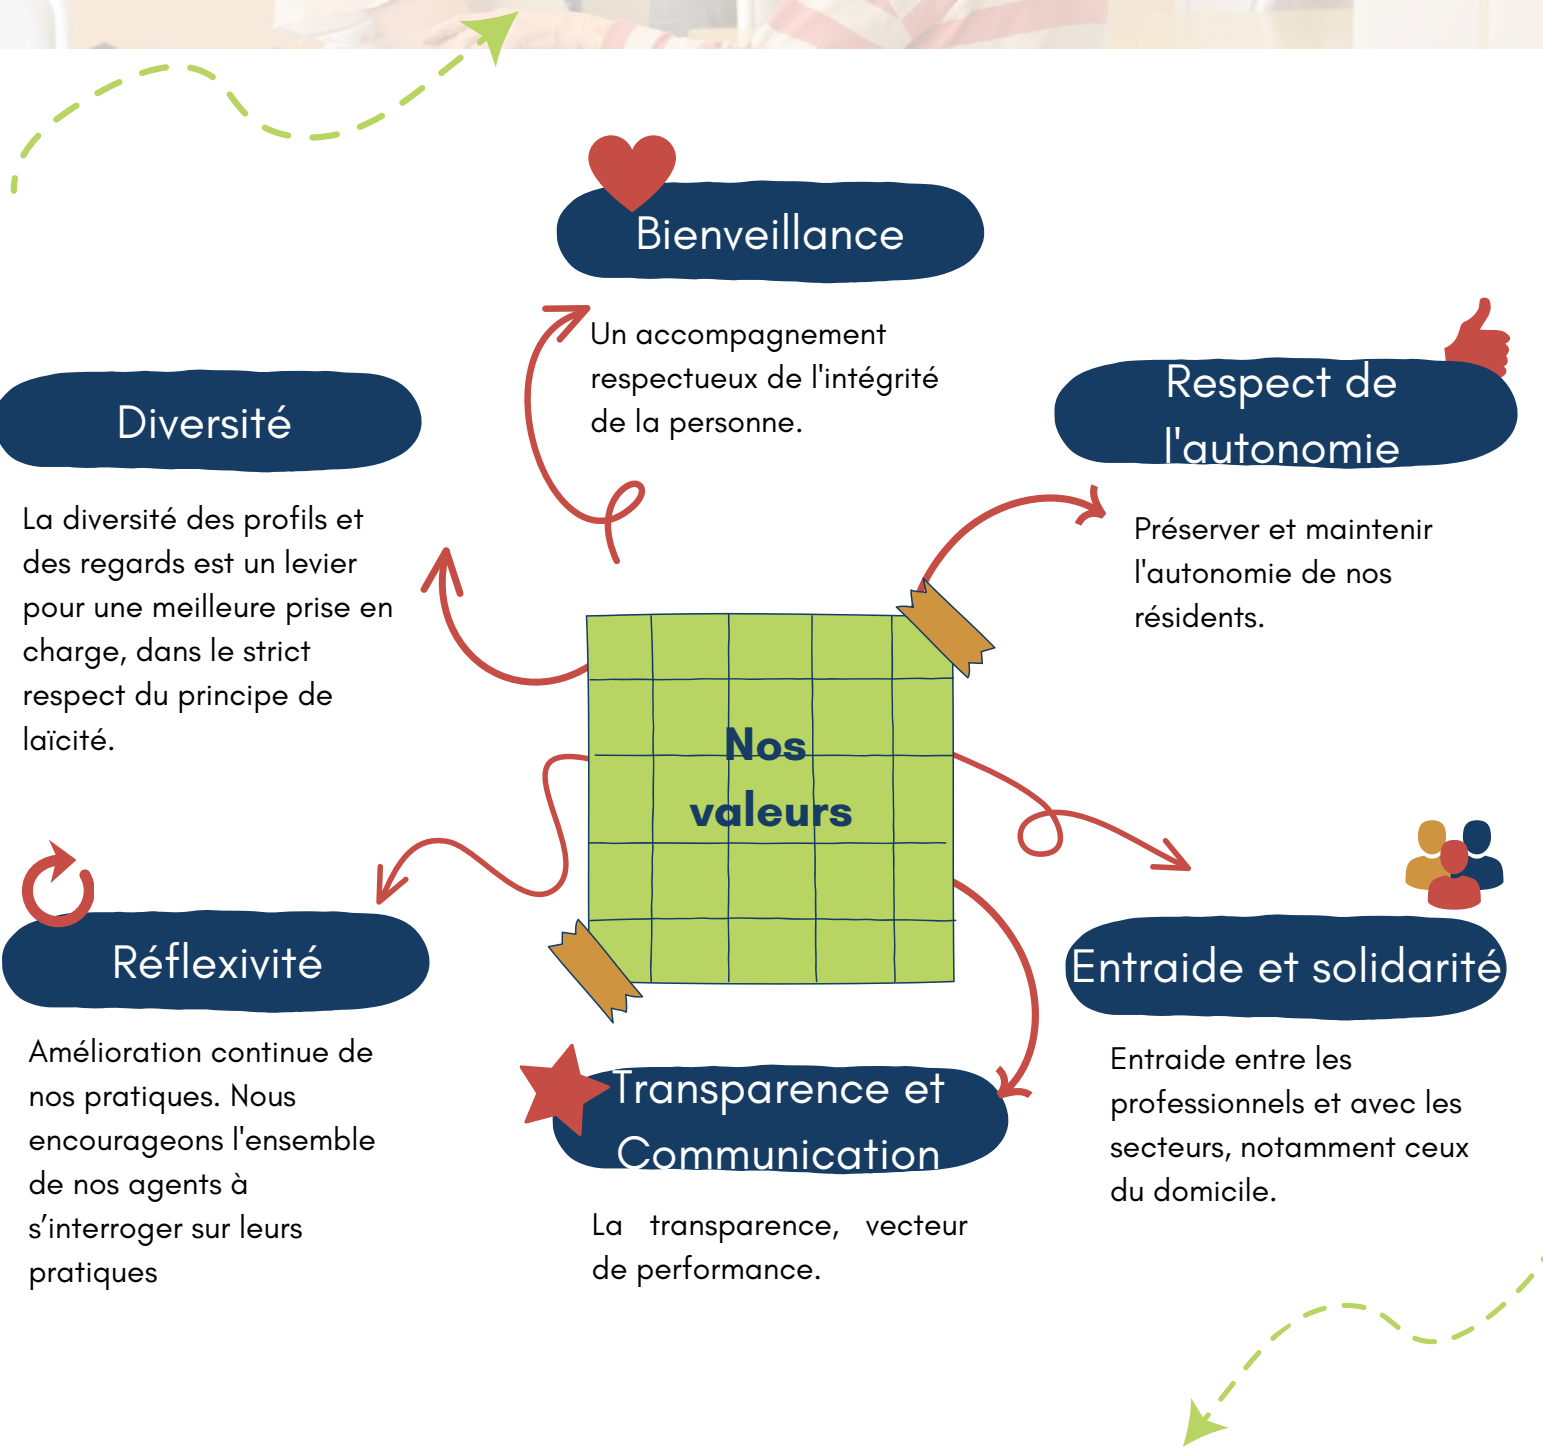 Bienveillance
Un accompagnement
respectueux de l'intégrité
de la personne.
Respect de
l'autonomie
Préserver et maintenir
l'autonomie de nos
résidents.
Diversité
La diversité des profils et
des regards est un levier
pour une meilleure prise en
charge, dans le strict
respect du principe de
laïcité.
Nos
valeurs
Réflexivité
Amélioration continue de
nos pratiques. Nous
encourageons l'ensemble
de nos agents à
s’interroger sur leurs
pratiques
Transparence et
Communication
La transparence, vecteur
de performance.
Entraide et solidarité
Entraide entre les
professionnels et avec les
secteurs, notamment ceux
du domicile.